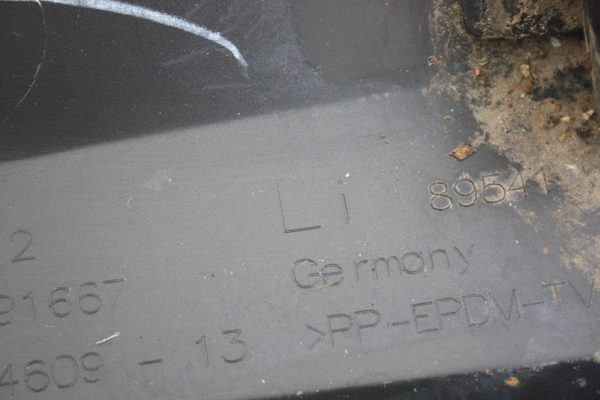 2 Li 89541
91667 Germany
4609 - 13 >PP-EPDM-TV